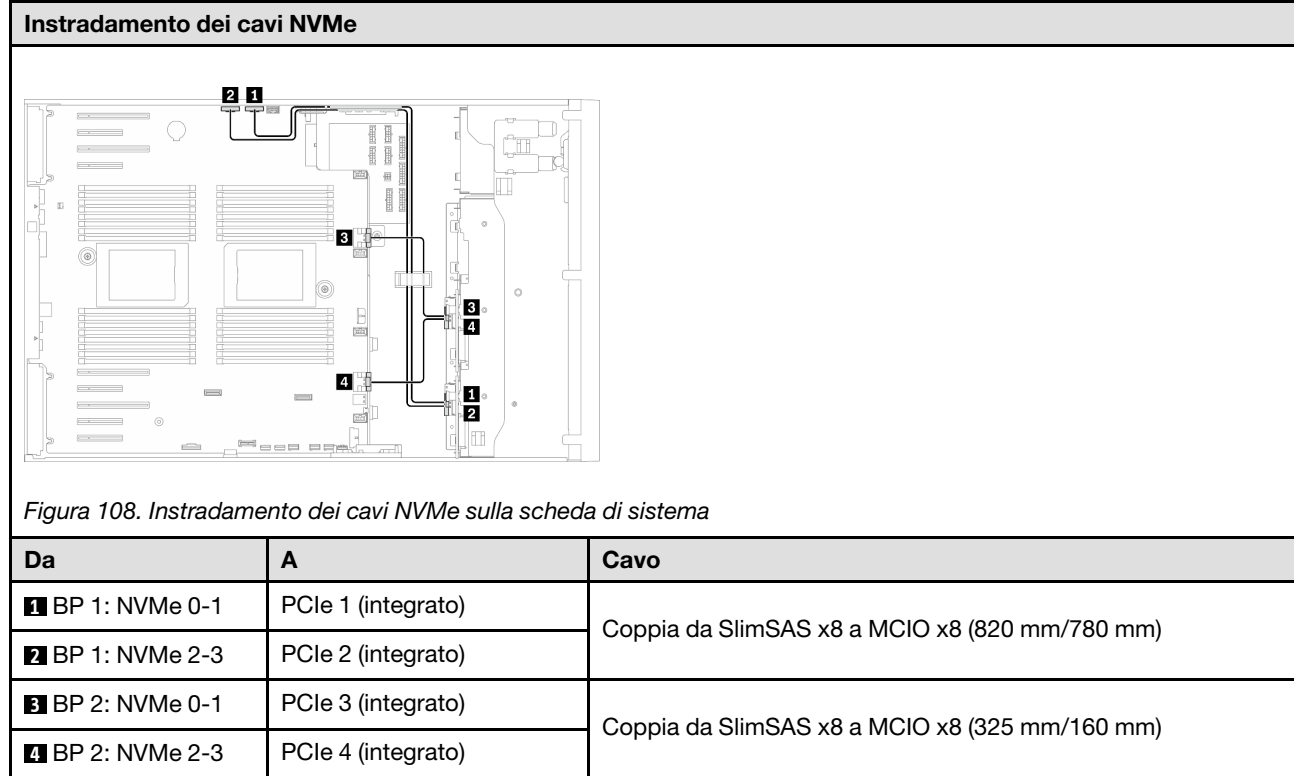 Instradamento dei cavi NVMe
2 1
3
3
4
4
1
2
Figura 108. Instradamento dei cavi NVMe sulla scheda di sistema
Da A Cavo
1 BP 1: NVMe 0-1 PCIe 1 (integrato)
Coppia da SlimSAS x8 a MCIO x8 (820 mm/780 mm)
2 BP 1: NVMe 2-3 PCIe 2 (integrato)
3 BP 2: NVMe 0-1 PCIe 3 (integrato)
Coppia da SlimSAS x8 a MCIO x8 (325 mm/160 mm)
4 BP 2: NVMe 2-3 PCIe 4 (integrato)